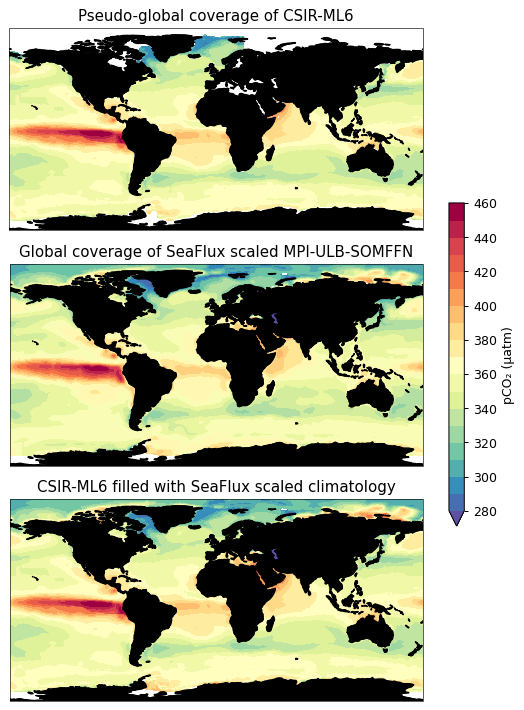 Pseudo-global coverage of CSIR-ML6
Global coverage of SeaFlux scaled MPI-ULB-SOMFFN
CSIR-ML6 filled with SeaFlux scaled climatology
460
440
420
400
380
360
340
320
300
280
pCO₂ (µatm)